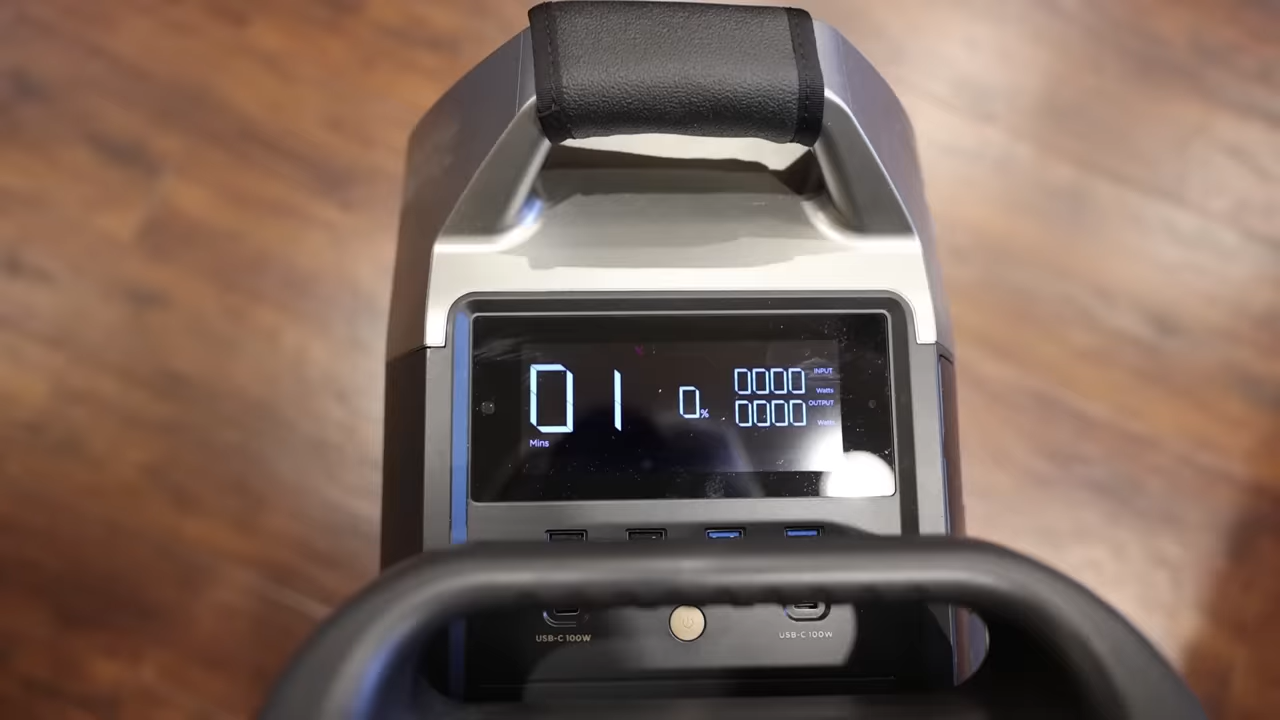 01
Mins
0%
0000 INPUT
Watts
0000 OUTPUT
Watts
USB-C 100W
USB-C 100W